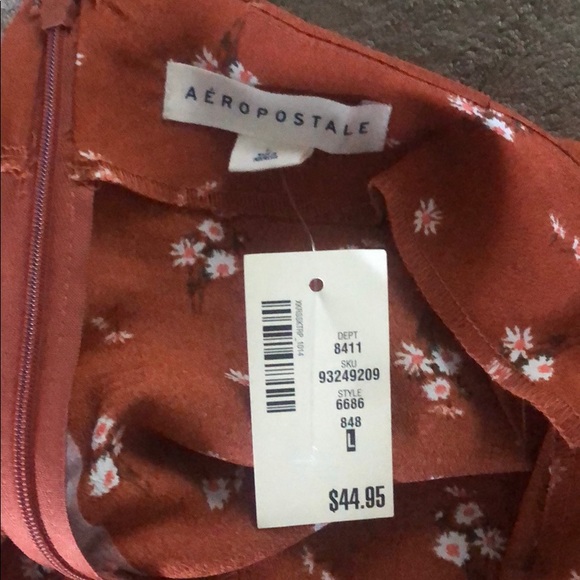 AÉROPOSTALE
DEPT
8411
SKU
93249209
STYLE
6686
848
L
$44.95